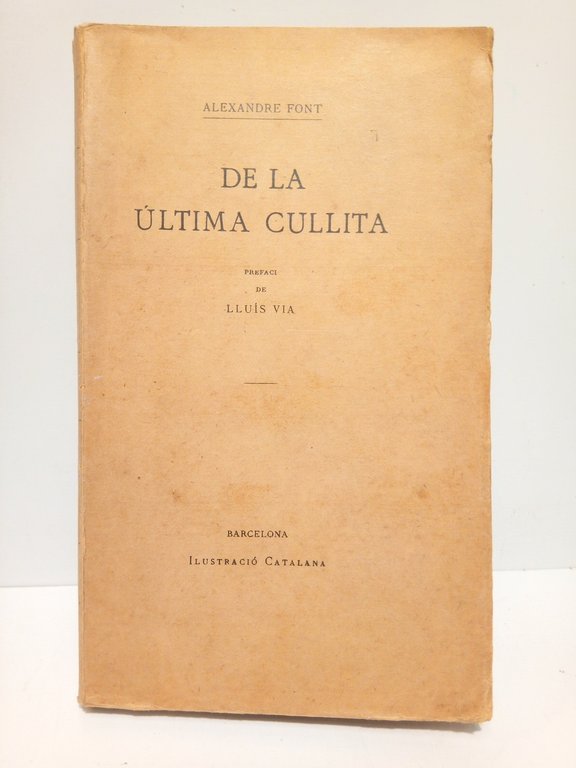 ALEXANDRE FONT
DE LA
ÚLTIMA CULLITA
PREFACI
DE
LLUÍS VIA
BARCELONA
ILUSTRACIÓ CATALANA